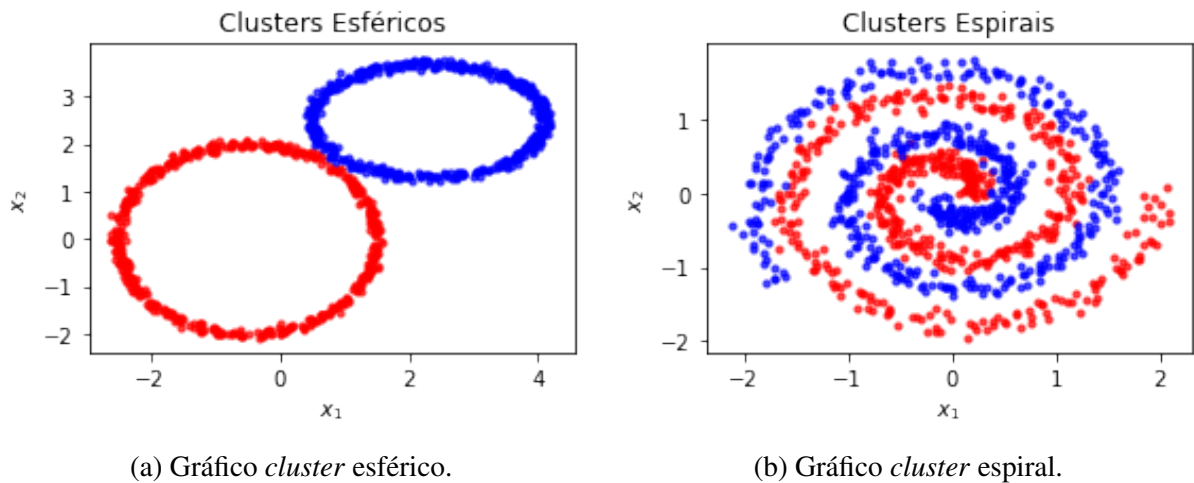 Clusters Esféricos
3
2
1
0
−1
−2
x₂
−2
0
2
4
x₁
(a) Gráfico cluster esférico.
Clusters Espirais
1
0
−1
−2
x₂
−2
−1
0
1
2
x₁
(b) Gráfico cluster espiral.